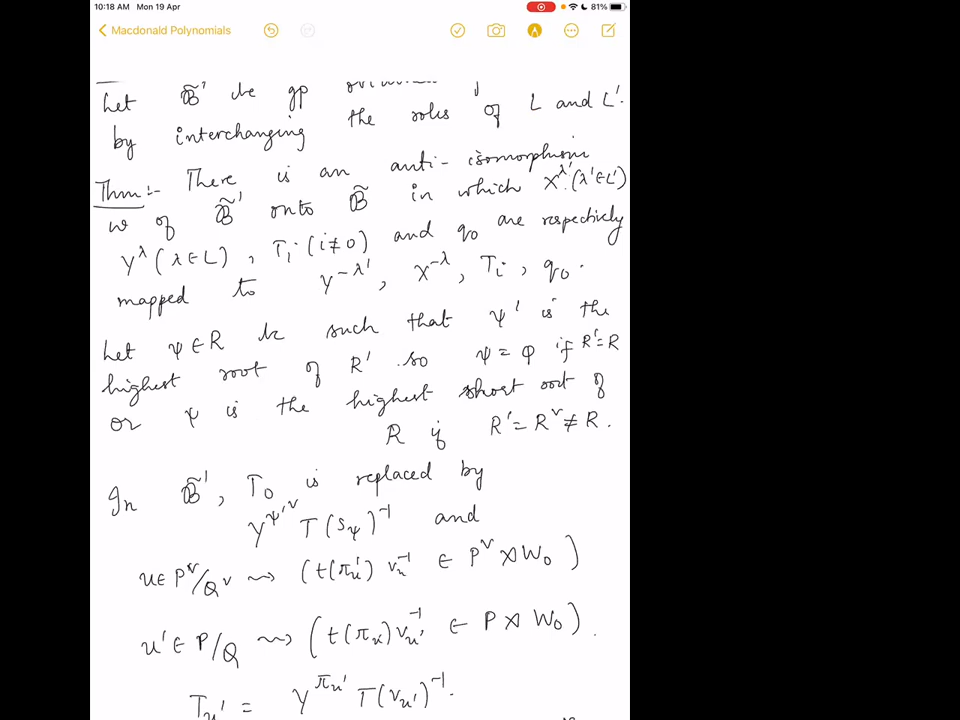 10:18 AM Mon 19 Apr
81%
Macdonald Polynomials
Let 𝔅̃' be gp
by interchanging the roles of L and L'.
Thm:- There is an anti-isomorphism
ω of 𝔅̃' onto 𝔅̃ in which X^λ' (λ'∈L')
Y^λ (λ∈L), T_i (i≠0) and q_0 are respectively
mapped to Y^-λ', X^-λ, T_i, q_0.
Let ψ∈R be such that ψ' is the
highest root of R' so ψ = φ if R'=R
or ψ is the highest short root of
R if R'=R^∨≠R.
In 𝔅̃', T_0 is replaced by
Y^ψ'^∨ T(s_ψ)^-1 and
u∈P^∨/Q^∨ ⇝ (t(π_u') v_u^-1 ∈ P^∨ ⋊ W_0)
u'∈P/Q ⇝ (t(π_u) v_u'^-1 ∈ P ⋊ W_0).
T_u' = Y^π_u' T(v_u')^-1.